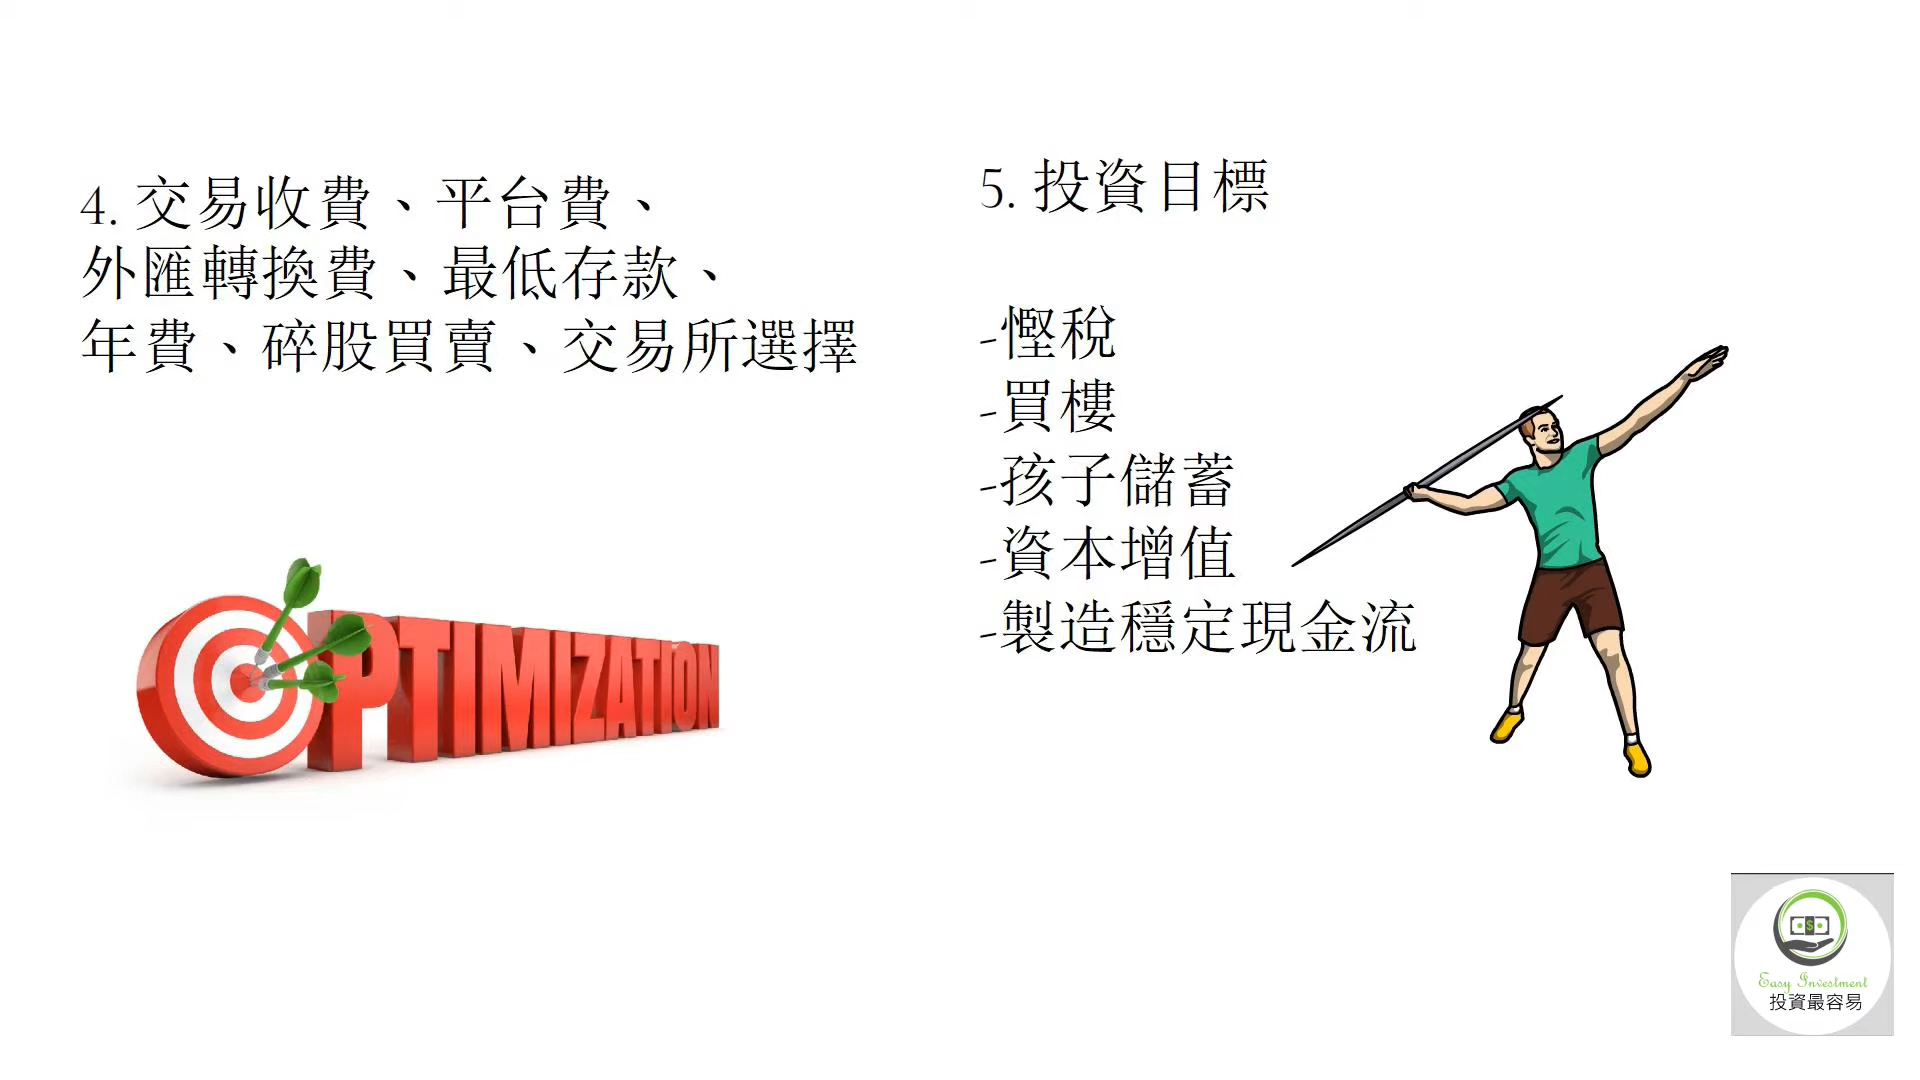 4. 交易收費、平台費、
外匯轉換費、最低存款、
年費、碎股買賣、交易所選擇
OPTIMIZATION
5. 投資目標
-慳稅
-買樓
-孩子儲蓄
-資本增值
-製造穩定現金流
Easy Investment
投資最容易